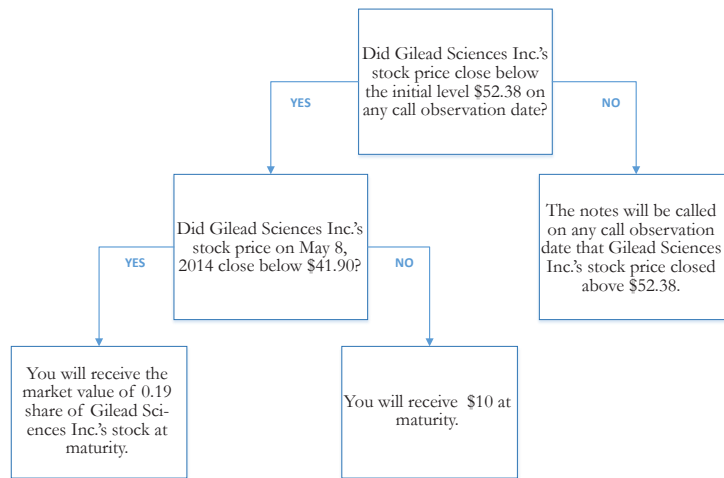 Did Gilead Sciences Inc.'s
stock price close below
the initial level $52.38 on
any call observation date?
YES
NO
Did Gilead Sciences Inc.'s
stock price on May 8,
2014 close below $41.90?
The notes will be called
on any call observation
date that Gilead Sciences
Inc.'s stock price closed
above $52.38.
YES
NO
You will receive the
market value of 0.19
share of Gilead Sci-
ences Inc.'s stock at
maturity.
You will receive $10 at
maturity.